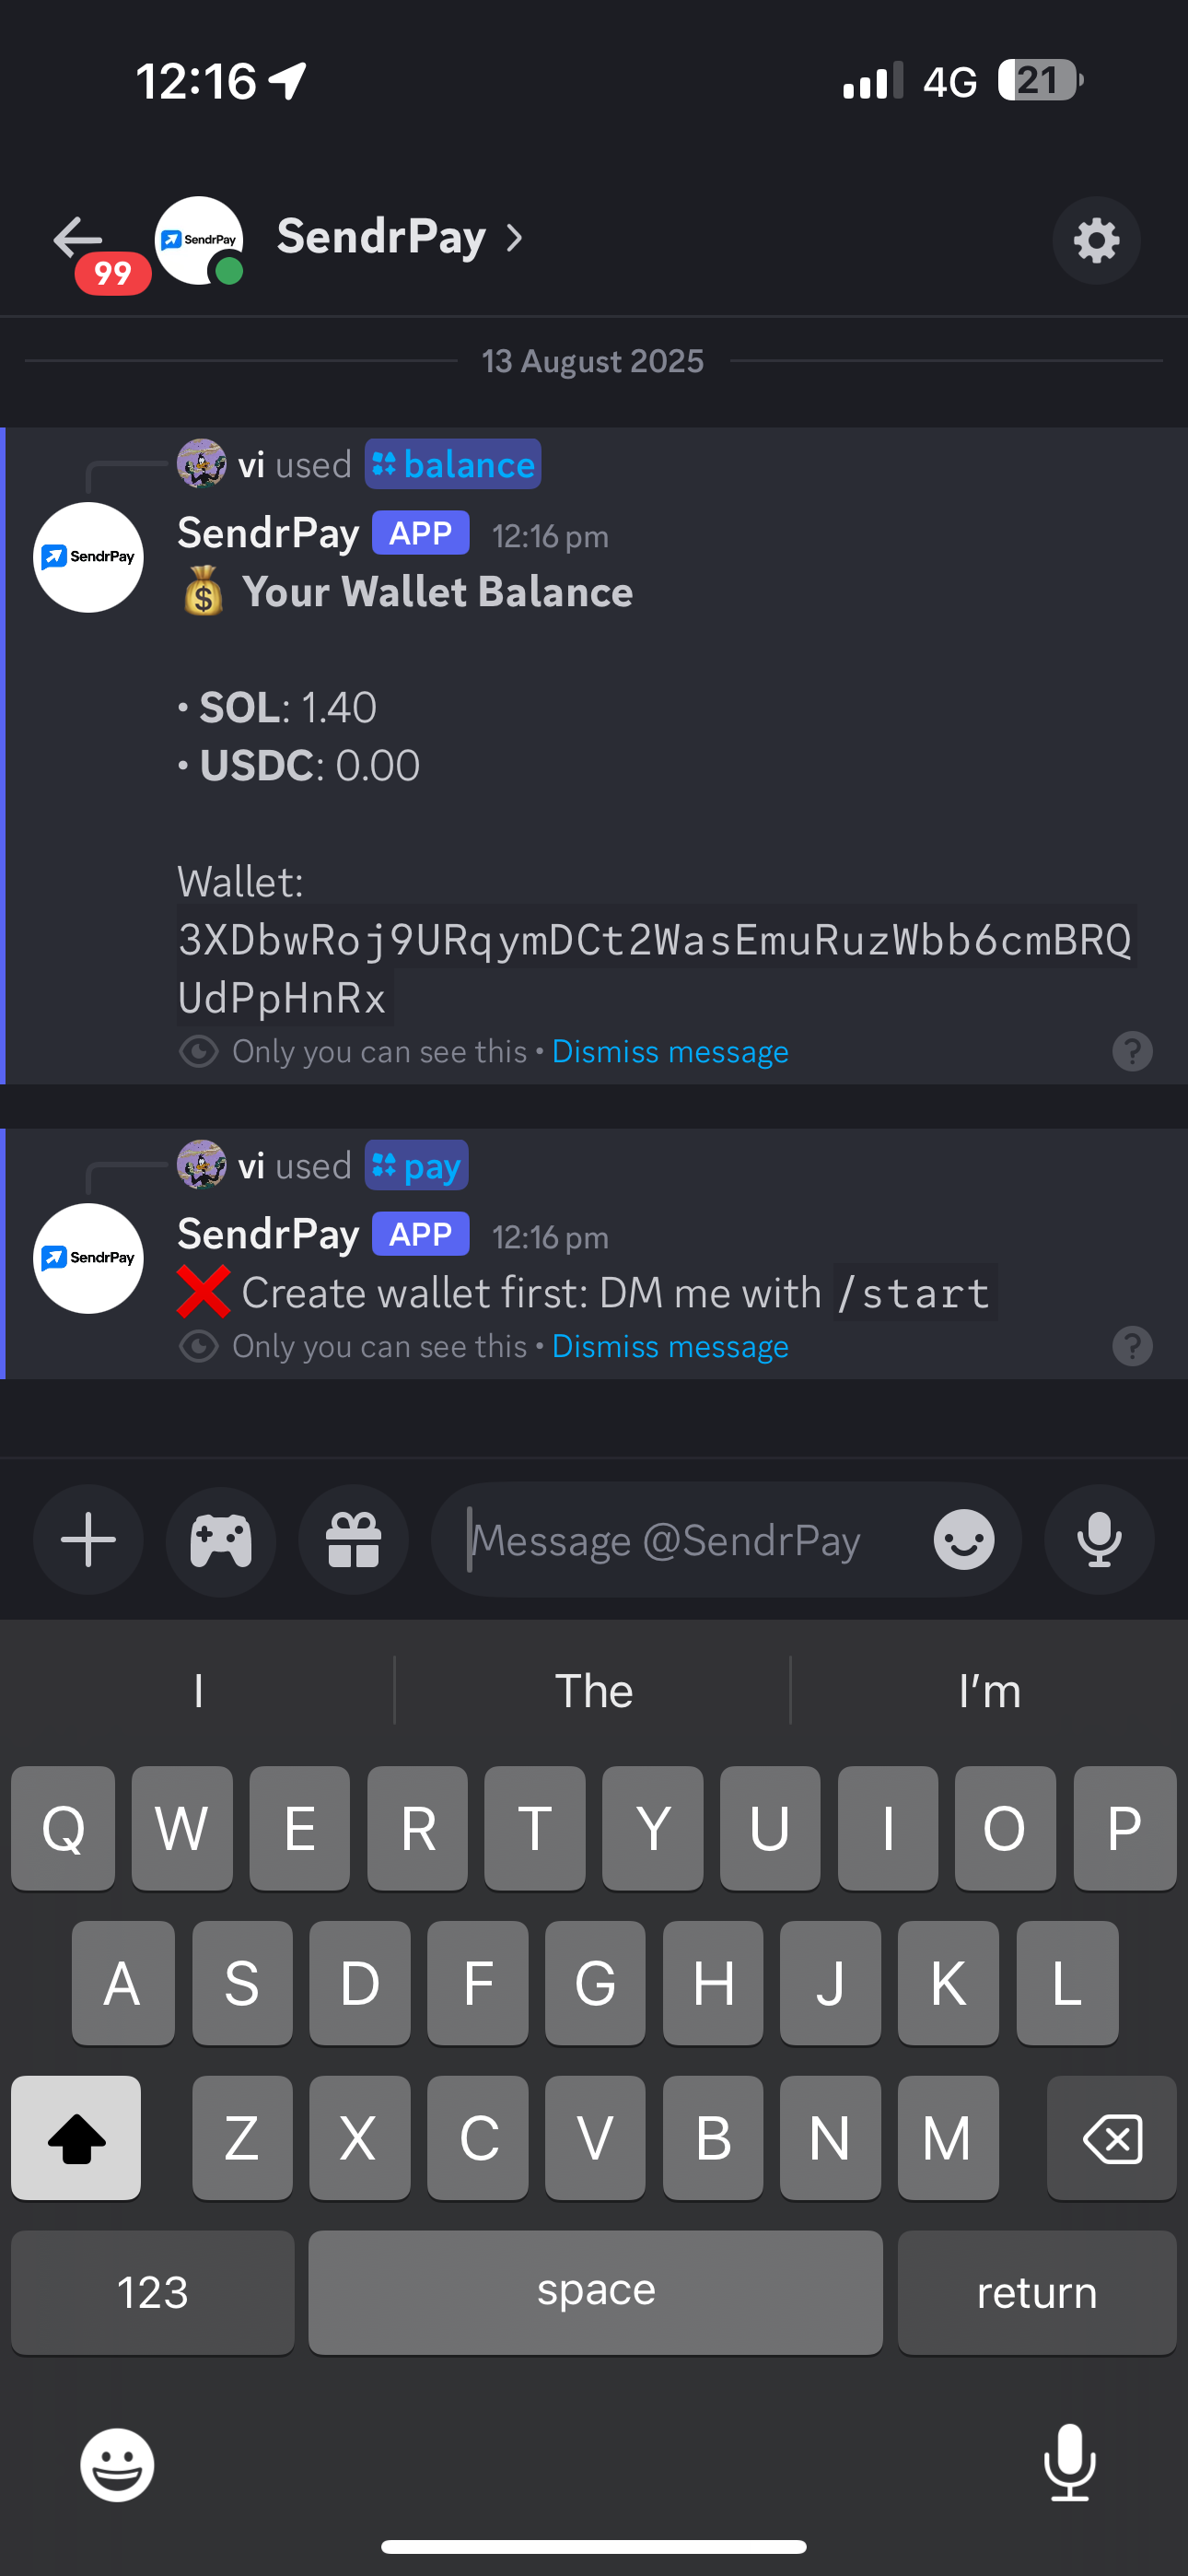 12:16
4G
21
99
SendrPay
SendrPay
13 August 2025
vi used balance
SendrPay
SendrPay APP 12:16 pm
💰 Your Wallet Balance
• SOL: 1.40
• USDC: 0.00
Wallet:
3XDbwRoj9URqymDCt2WasEmuRuzWbb6cmBRQ
UdPpHnRx
Only you can see this • Dismiss message
?
vi used pay
SendrPay
SendrPay APP 12:16 pm
❌ Create wallet first: DM me with /start
Only you can see this • Dismiss message
?
Message @SendrPay
I The I'm
Q W E R T Y U I O P
A S D F G H J K L
Z X C V B N M
123 space return